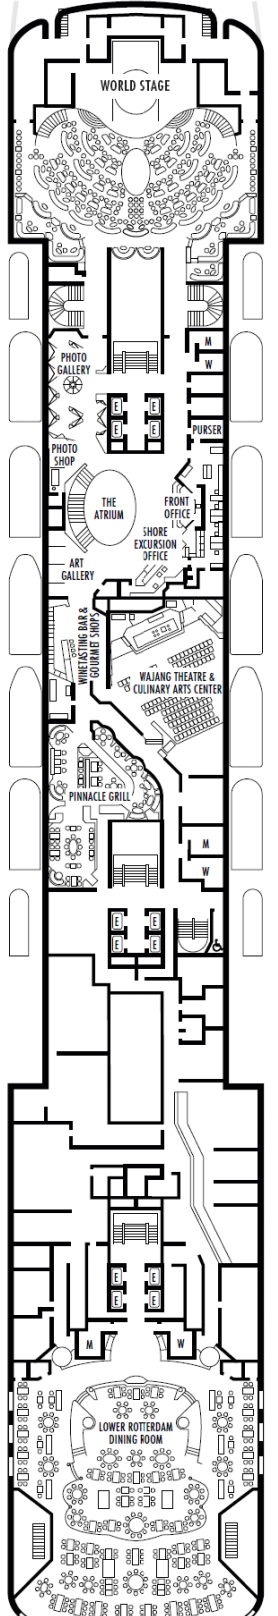 WORLD STAGE
M
W
PHOTO
GALLERY
E E
E E
PURSER
PHOTO
SHOP
THE
ATRIUM
FRONT
OFFICE
SHORE
EXCURSION
OFFICE
ART
GALLERY
WINETASTING BAR &
GOURMET SHOPS
WAJANG THEATRE &
CULINARY ARTS CENTER
PINNACLE GRILL
M
W
E E
E E
E E
E E
M
W
LOWER ROTTERDAM
DINING ROOM